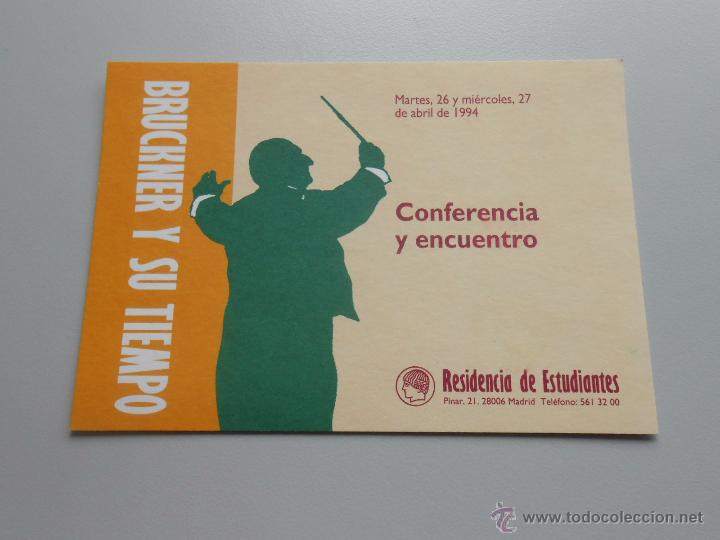 BRUCKNER Y SU TIEMPO
Martes, 26 y miércoles, 27
de abril de 1994
Conferencia
y encuentro
Residencia de Estudiantes
Pinar, 21. 28006 Madrid Teléfono: 561 32 00
www.todocoleccion.net